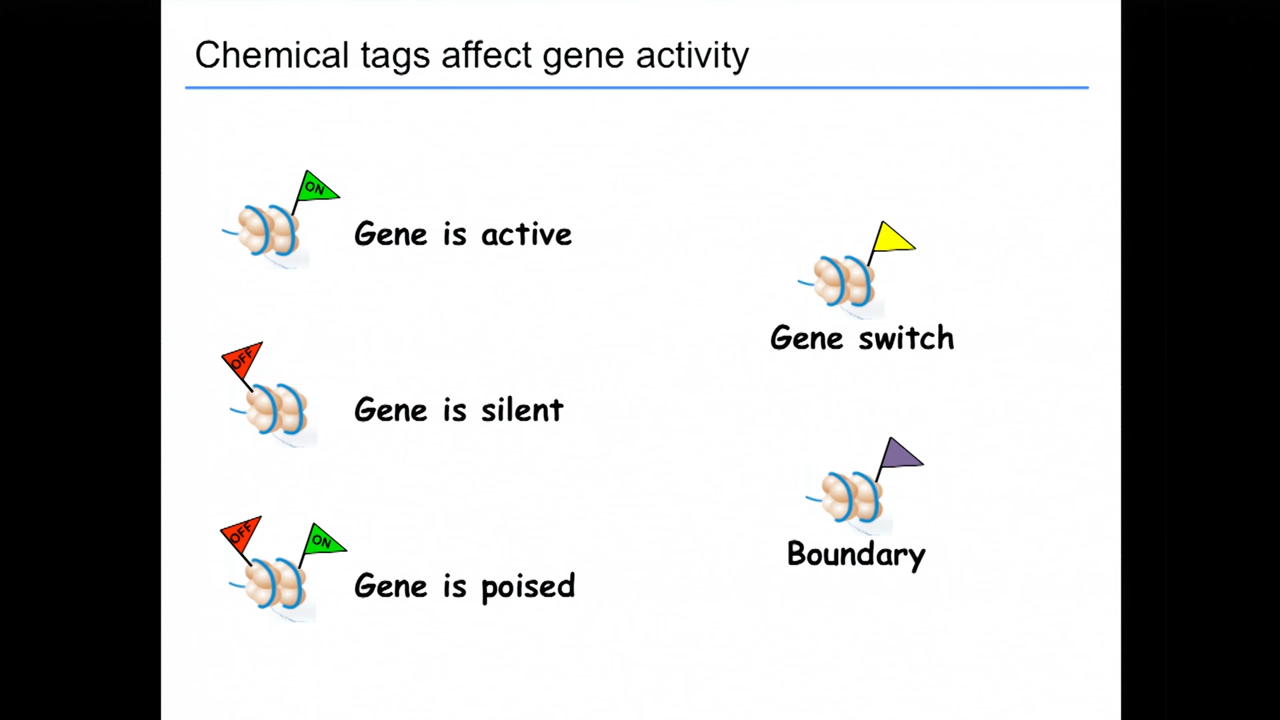 Chemical tags affect gene activity
ON
Gene is active
OFF
Gene is silent
OFF
ON
Gene is poised
Gene switch
Boundary